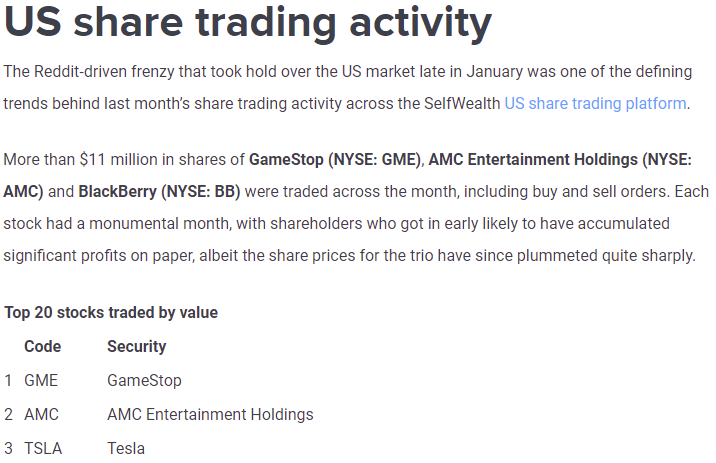 US share trading activity
The Reddit-driven frenzy that took hold over the US market late in January was one of the defining
trends behind last month’s share trading activity across the SelfWealth US share trading platform.
More than $11 million in shares of GameStop (NYSE: GME), AMC Entertainment Holdings (NYSE:
AMC) and BlackBerry (NYSE: BB) were traded across the month, including buy and sell orders. Each
stock had a monumental month, with shareholders who got in early likely to have accumulated
significant profits on paper, albeit the share prices for the trio have since plummeted quite sharply.
Top 20 stocks traded by value
Code Security
1 GME GameStop
2 AMC AMC Entertainment Holdings
3 TSLA Tesla